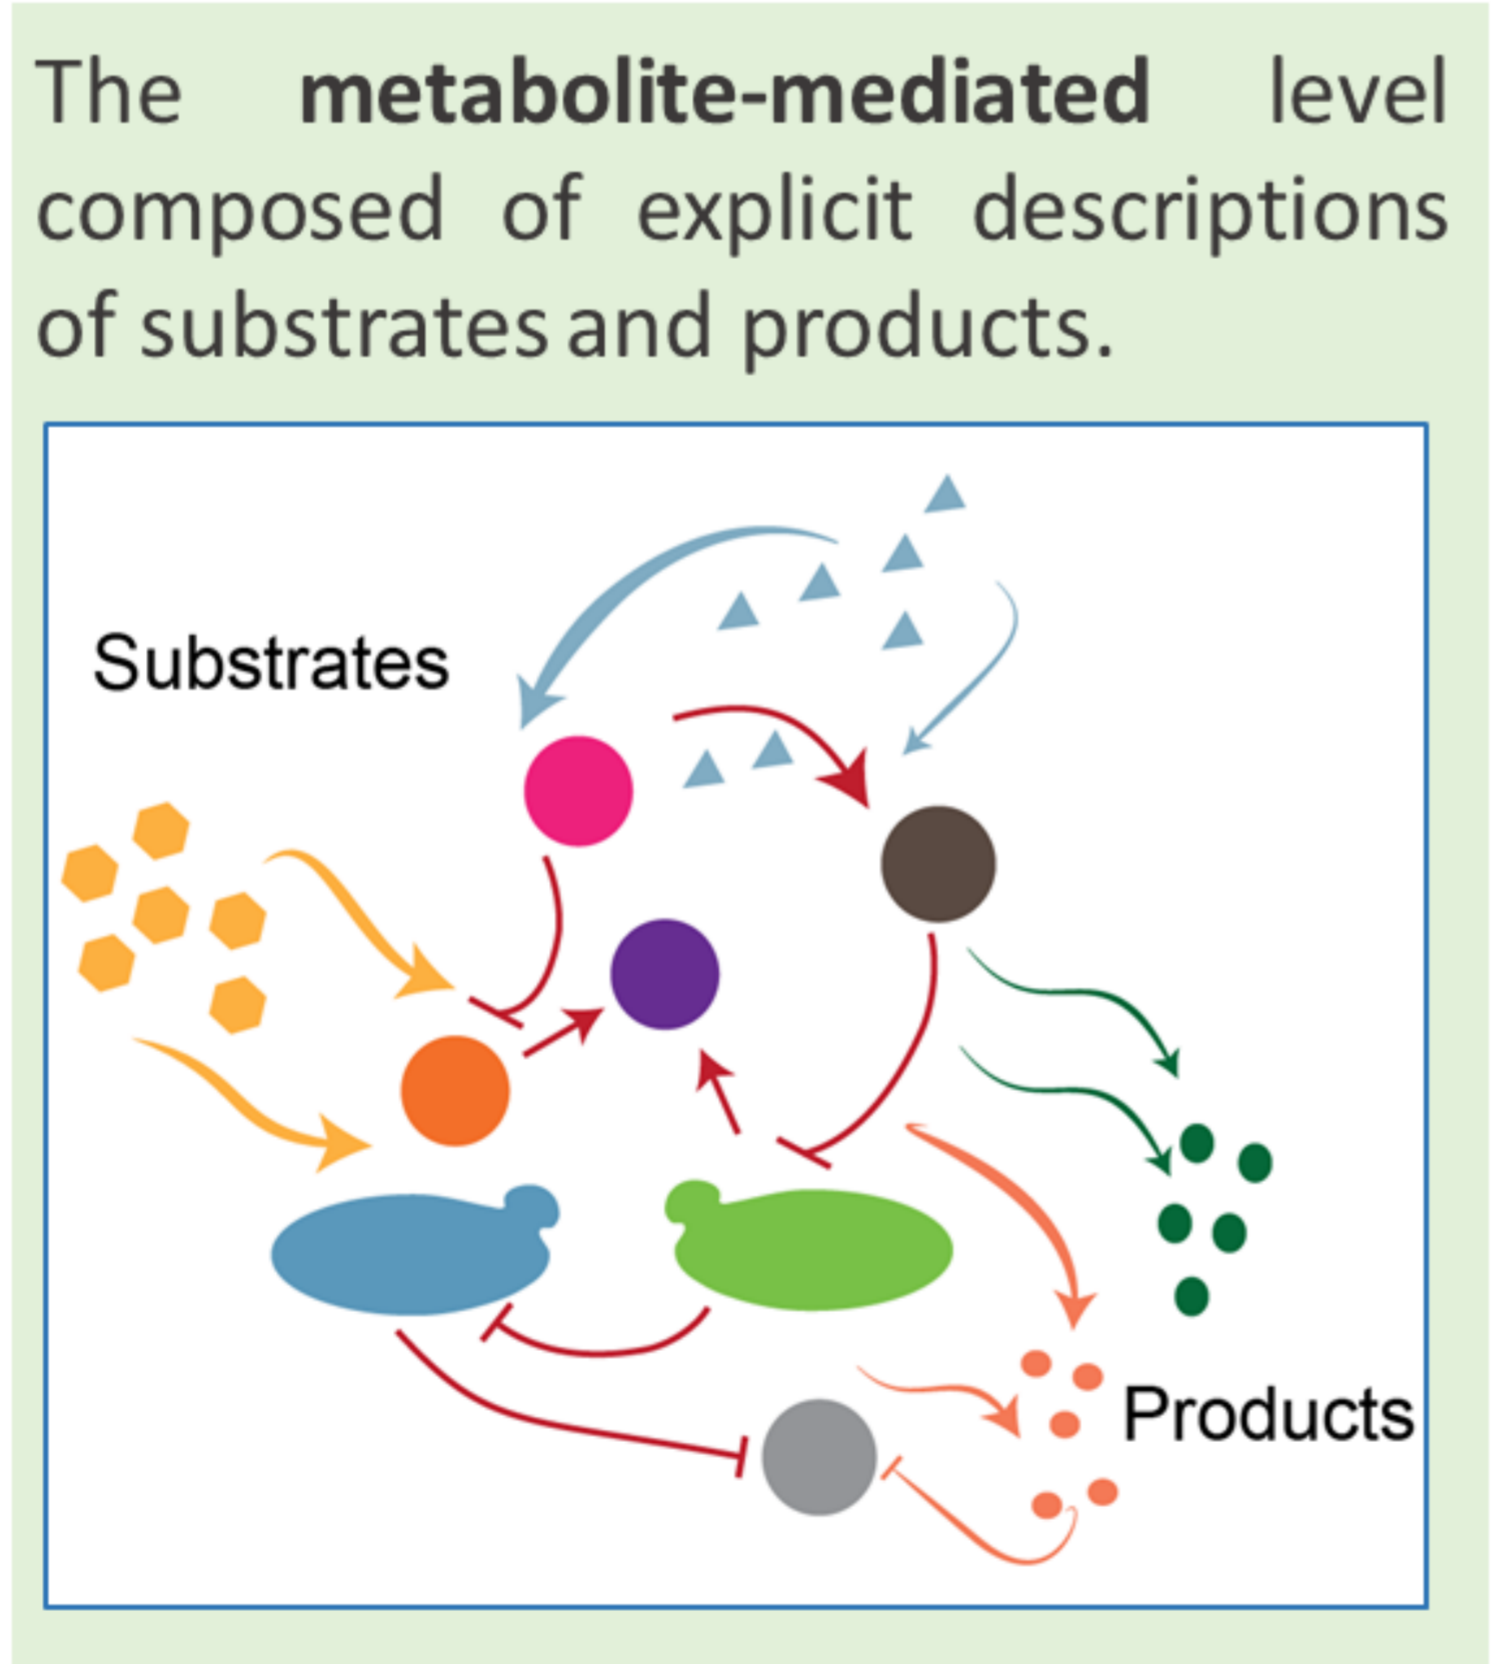 The metabolite-mediated level
composed of explicit descriptions
of substrates and products.
Substrates
Products